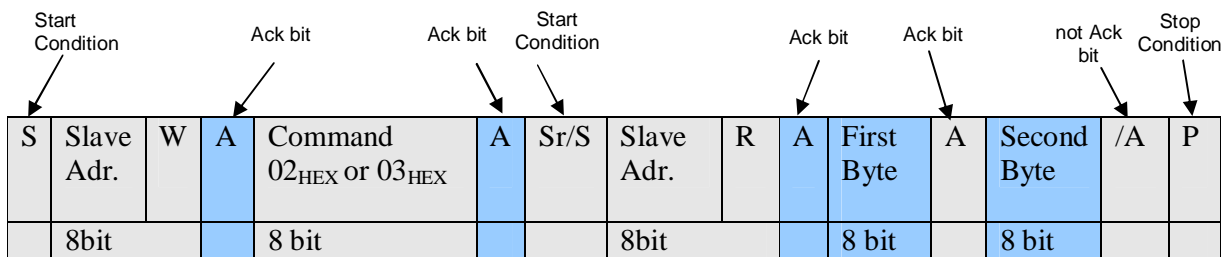 Start
Condition
Ack bit
Ack bit
Start
Condition
Ack bit
Ack bit
not Ack
bit
Stop
Condition
S
Slave
Adr.
W
A
Command
02HEX or 03HEX
A
Sr/S
Slave
Adr.
R
A
First
Byte
A
Second
Byte
/A
P
8bit
8 bit
8bit
8 bit
8 bit